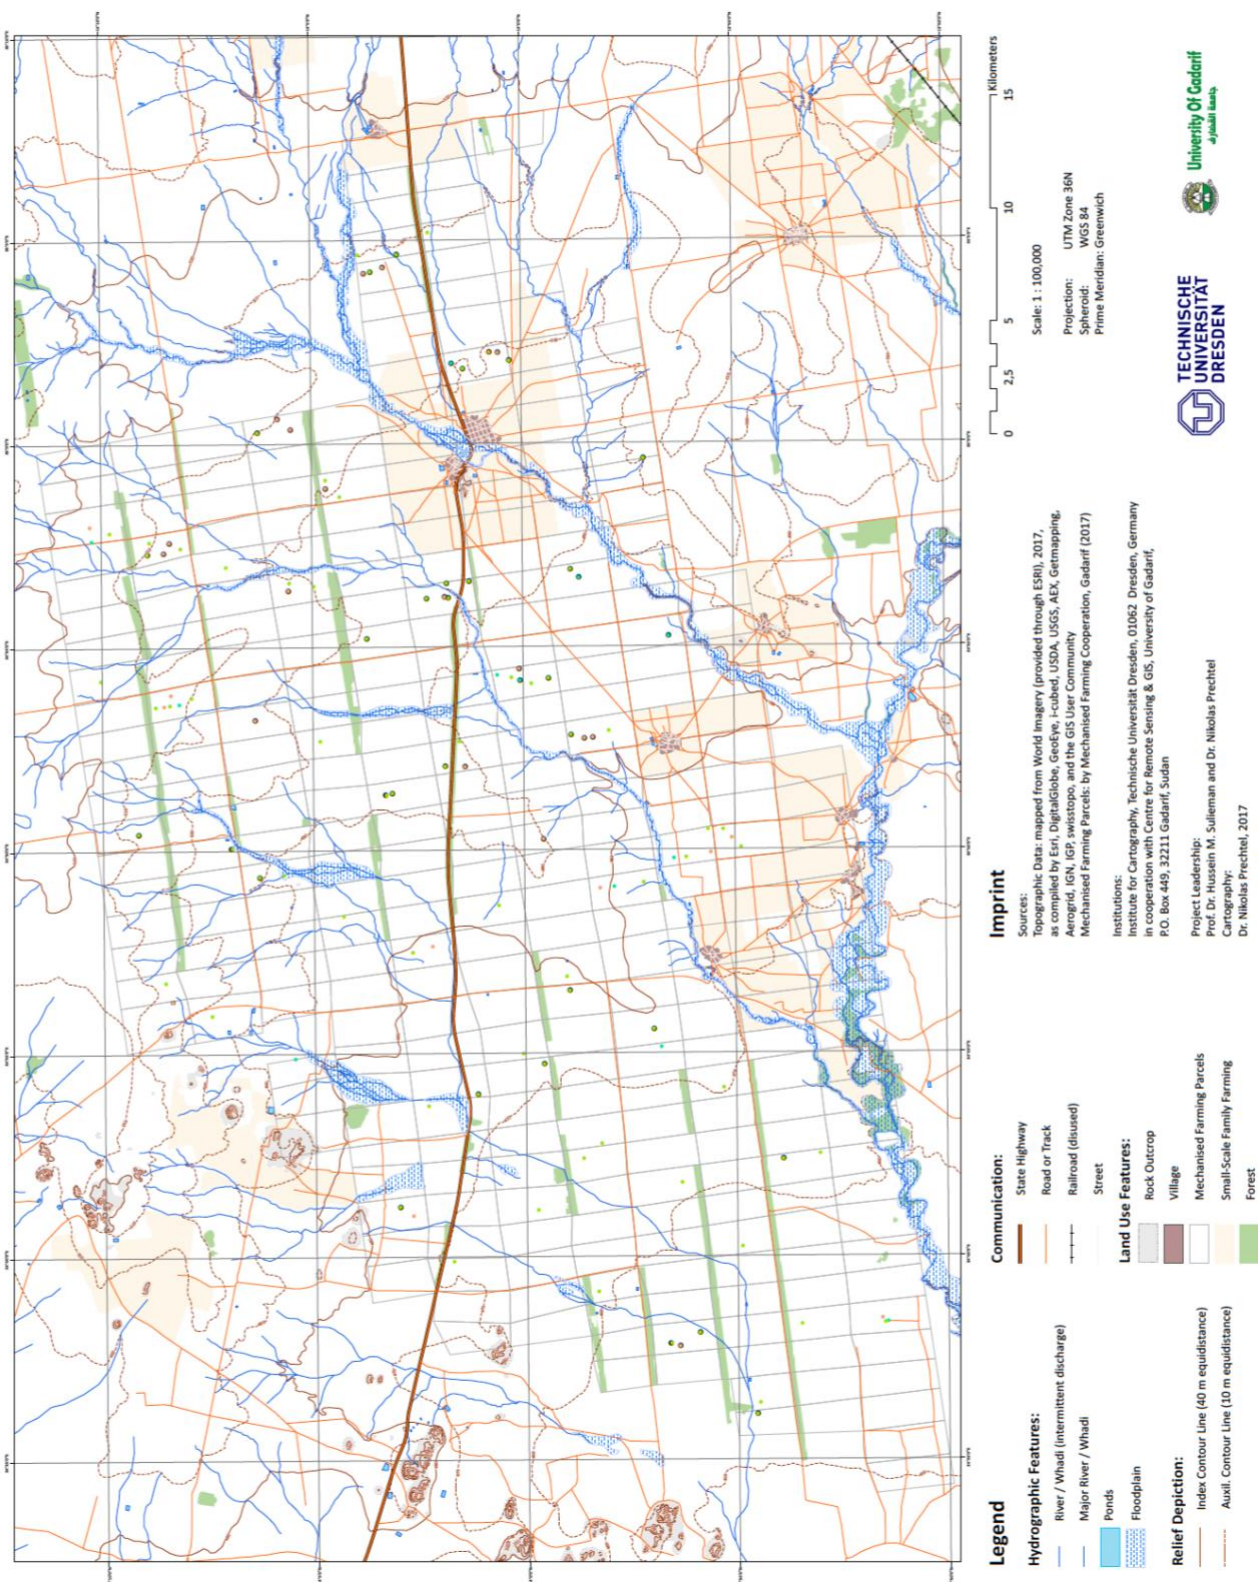 Legend
Hydrographic Features:
River / Whadi (intermittent discharge)
Major River / Whadi
Ponds
Floodplain
Relief Depiction:
Index Contour Line (40 m equidistance)
Auxil. Contour Line (10 m equidistance)
Communication:
State Highway
Road or Track
Railroad (disused)
Street
Land Use Features:
Rock Outcrop
Village
Mechanised Farming Parcels
Small-Scale Family Farming
Forest
Imprint
Sources:
Topographic Data: mapped from World Imagery (provided through ESRI), 2017,
as compiled by Esri, DigitalGlobe, GeoEye, i-cubed, USDA, USGS, AEX, Getmapping,
Aerogrid, IGN, IGP, swisstopo, and the GIS User Community
Mechanised Farming Parcels: by Mechanised Farming Cooperation, Gadarif (2017)
Institutions:
Institute for Cartography, Technische Universität Dresden, 01062 Dresden, Germany
in cooperation with Centre for Remote Sensing & GIS, University of Gadarif,
P.O. Box 449, 32211 Gadarif, Sudan
Project Leadership:
Prof. Dr. Hussein M. Sulieman and Dr. Nikolas Prechtel
Cartography:
Dr. Nikolas Prechtel, 2017
0 2,5 5 10 15
Kilometers
Scale: 1 : 100,000
Projection: UTM Zone 36N
Spheroid: WGS 84
Prime Meridian: Greenwich
TECHNISCHE
UNIVERSITÄT
DRESDEN
University Of Gadarif
جامعة القضارف